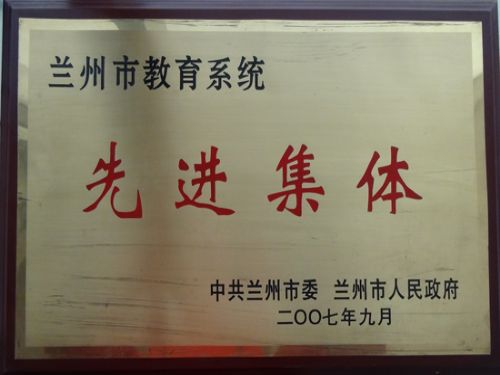 兰州市教育系统
先进集体
中共兰州市委 兰州市人民政府
二〇〇七年九月